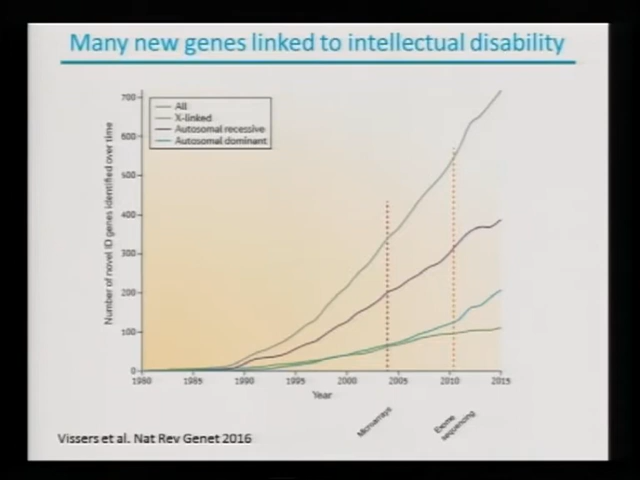 Many new genes linked to intellectual disability
700
600
500
400
300
200
100
0
Number of novel ID genes identified over time
All
X-linked
Autosomal recessive
Autosomal dominant
1980
1985
1990
1995
2000
2005
2010
2015
Year
Microarrays
Exome
sequencing
Vissers et al. Nat Rev Genet 2016